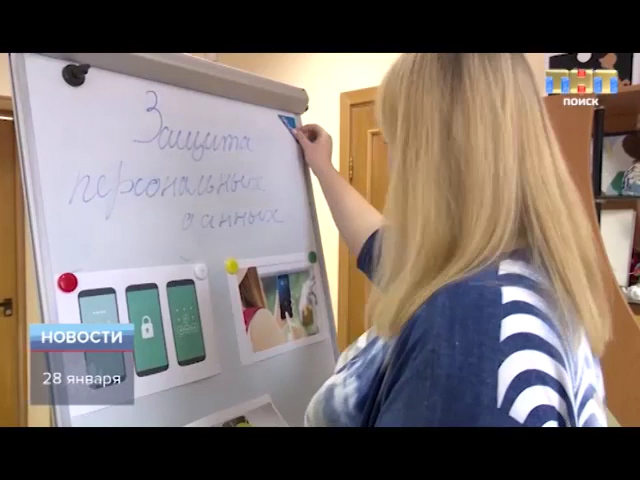 ТНТ
ПОИСК
Защита
персональных
данных
НОВОСТИ
28 января